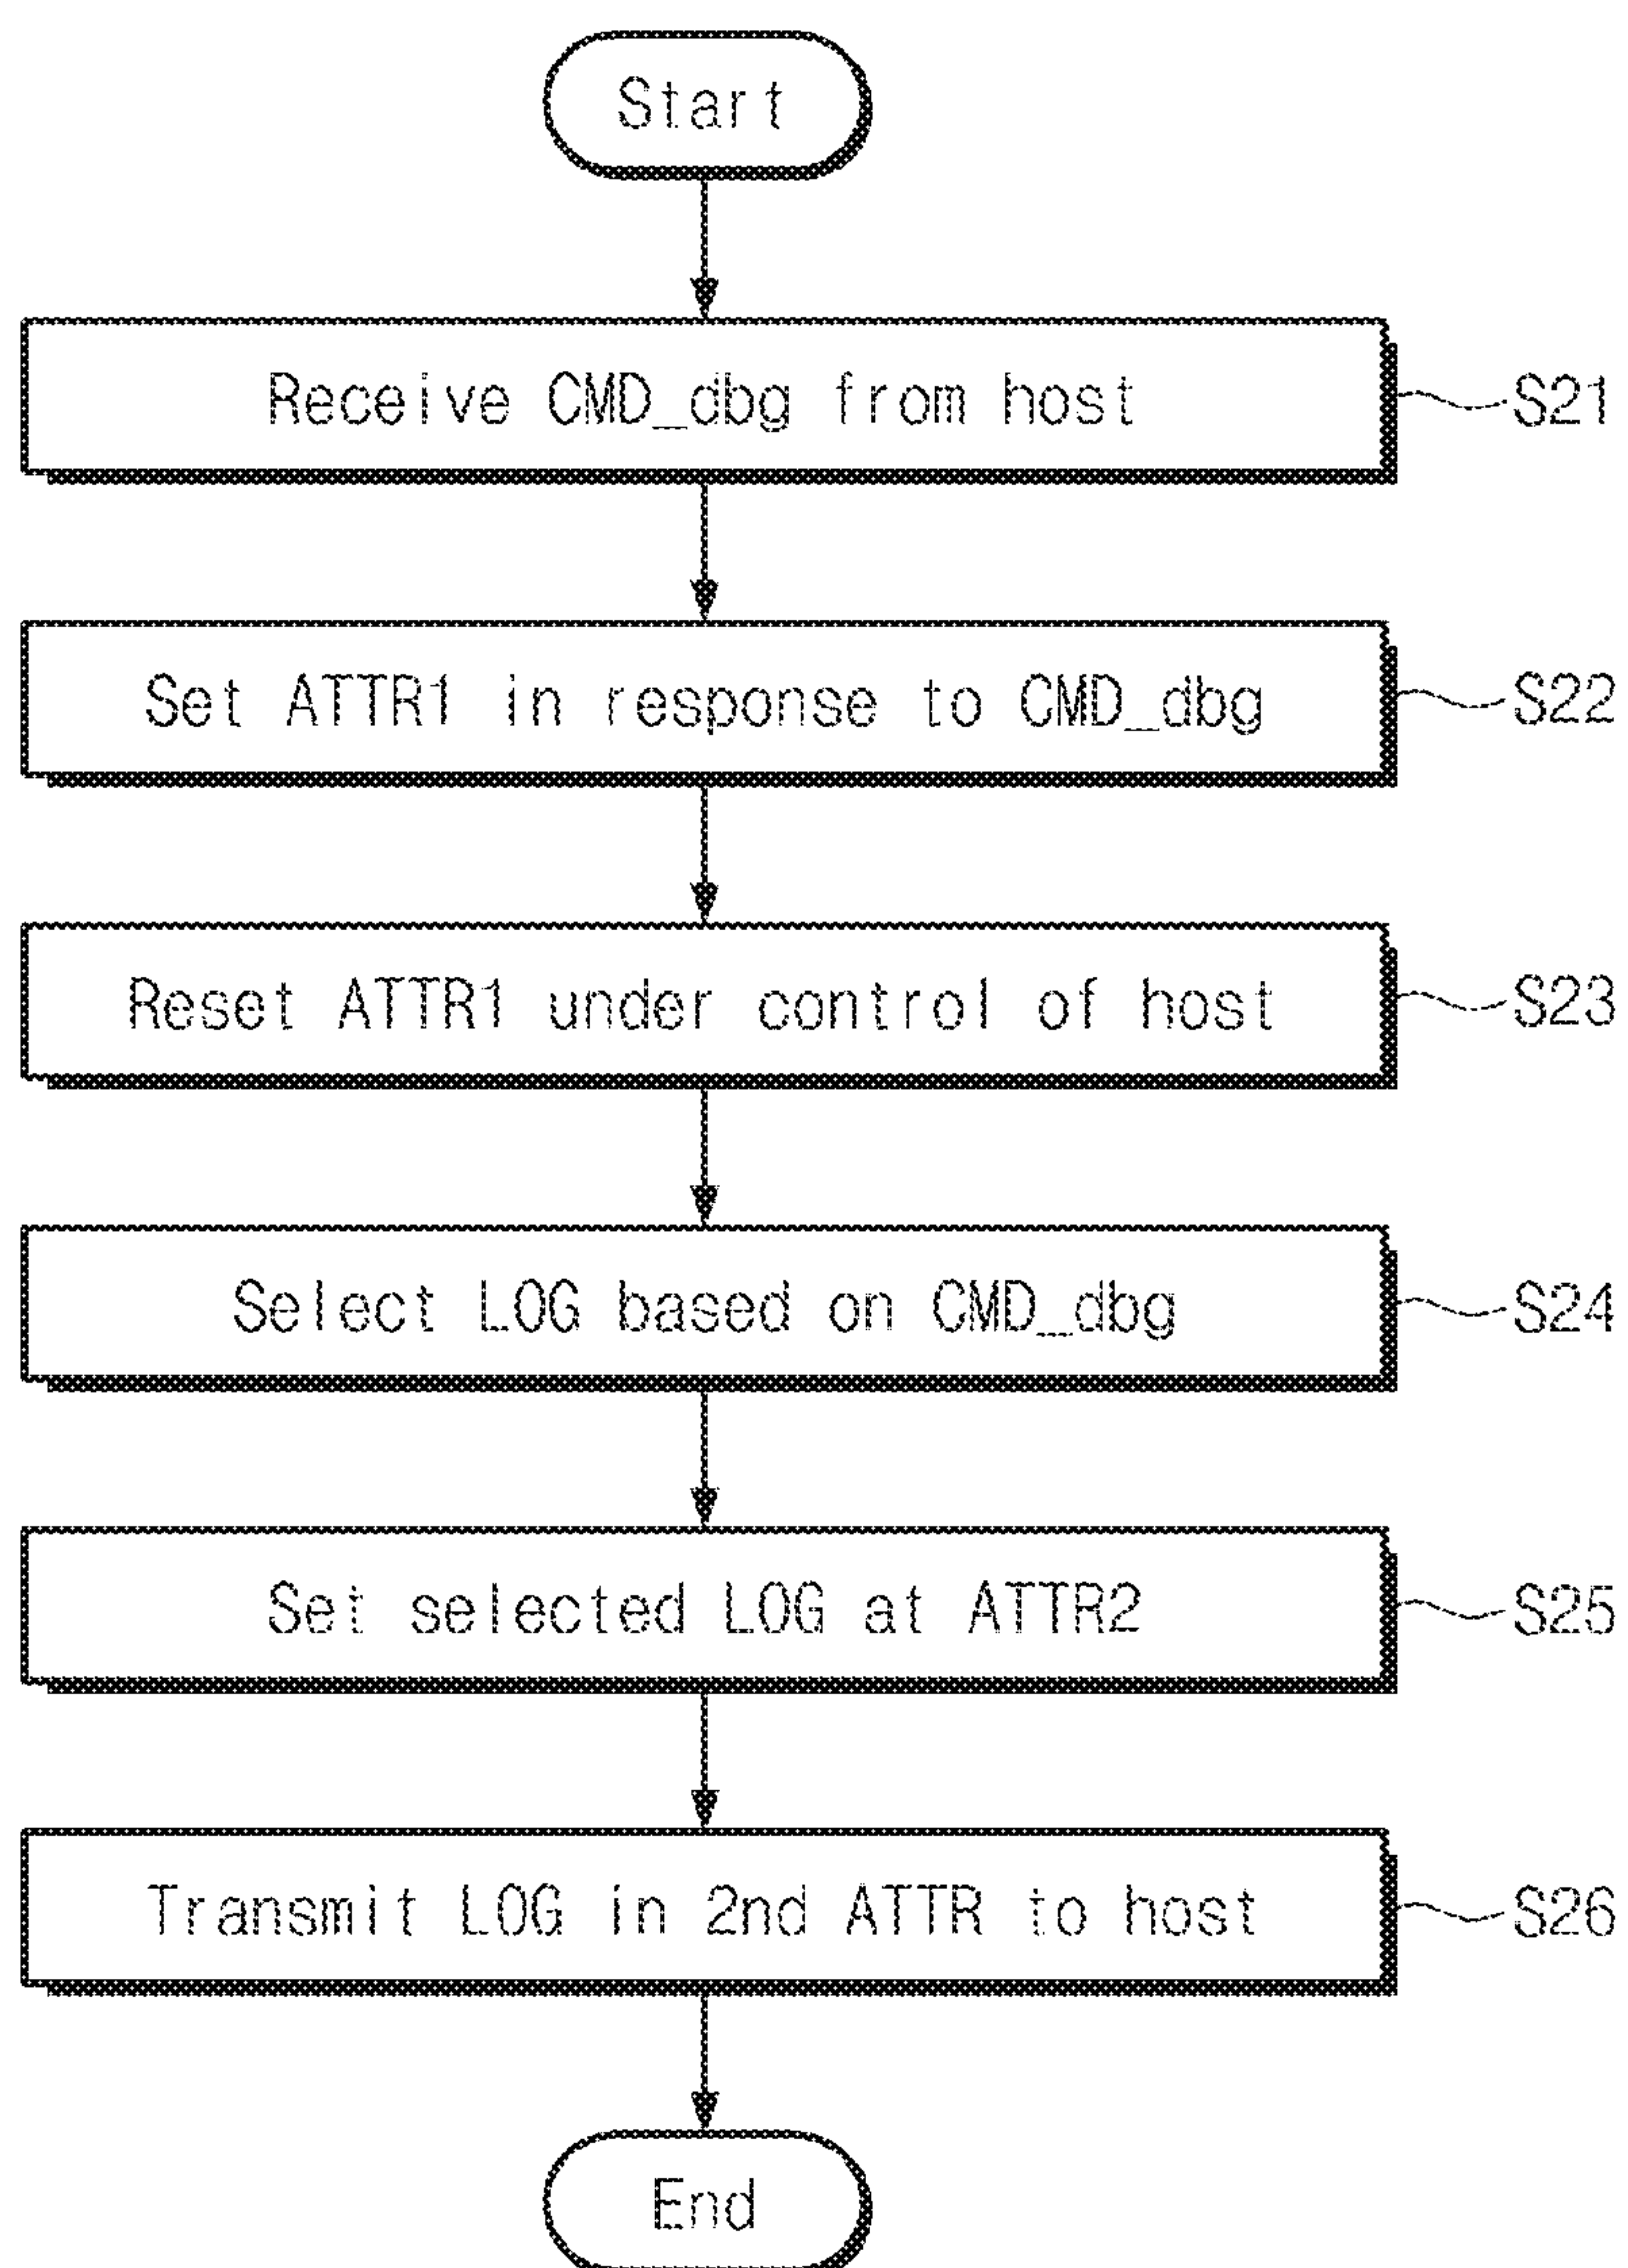 Start
Receive CMD_dbg from host
S21
Set ATTR1 in response to CMD_dbg
S22
Reset ATTR1 under control of host
S23
Select LOG based on CMD_dbg
S24
Set selected LOG at ATTR2
S25
Transmit LOG in 2nd ATTR to host
S26
End